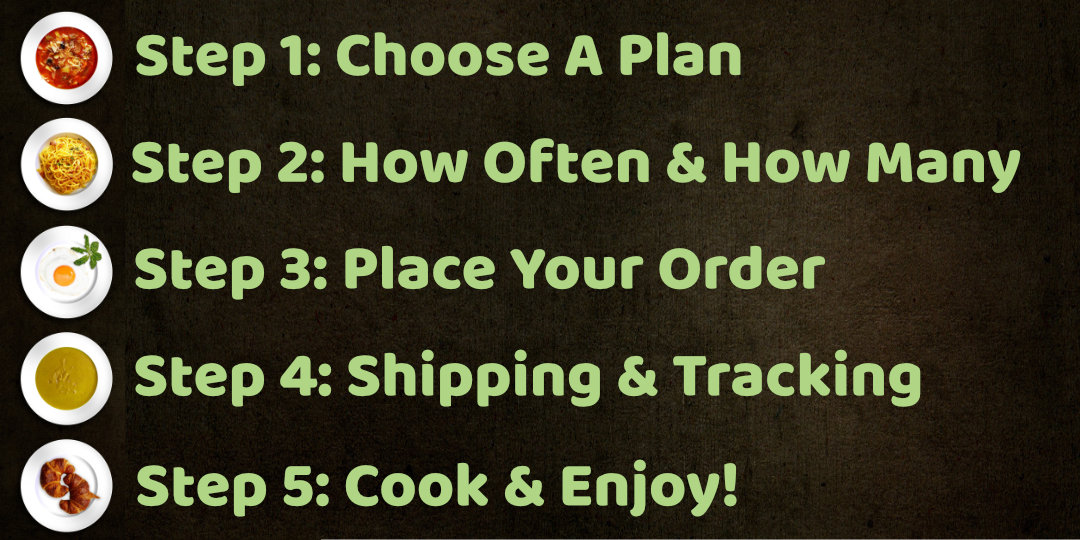 Step 1: Choose A Plan
Step 2: How Often & How Many
Step 3: Place Your Order
Step 4: Shipping & Tracking
Step 5: Cook & Enjoy!